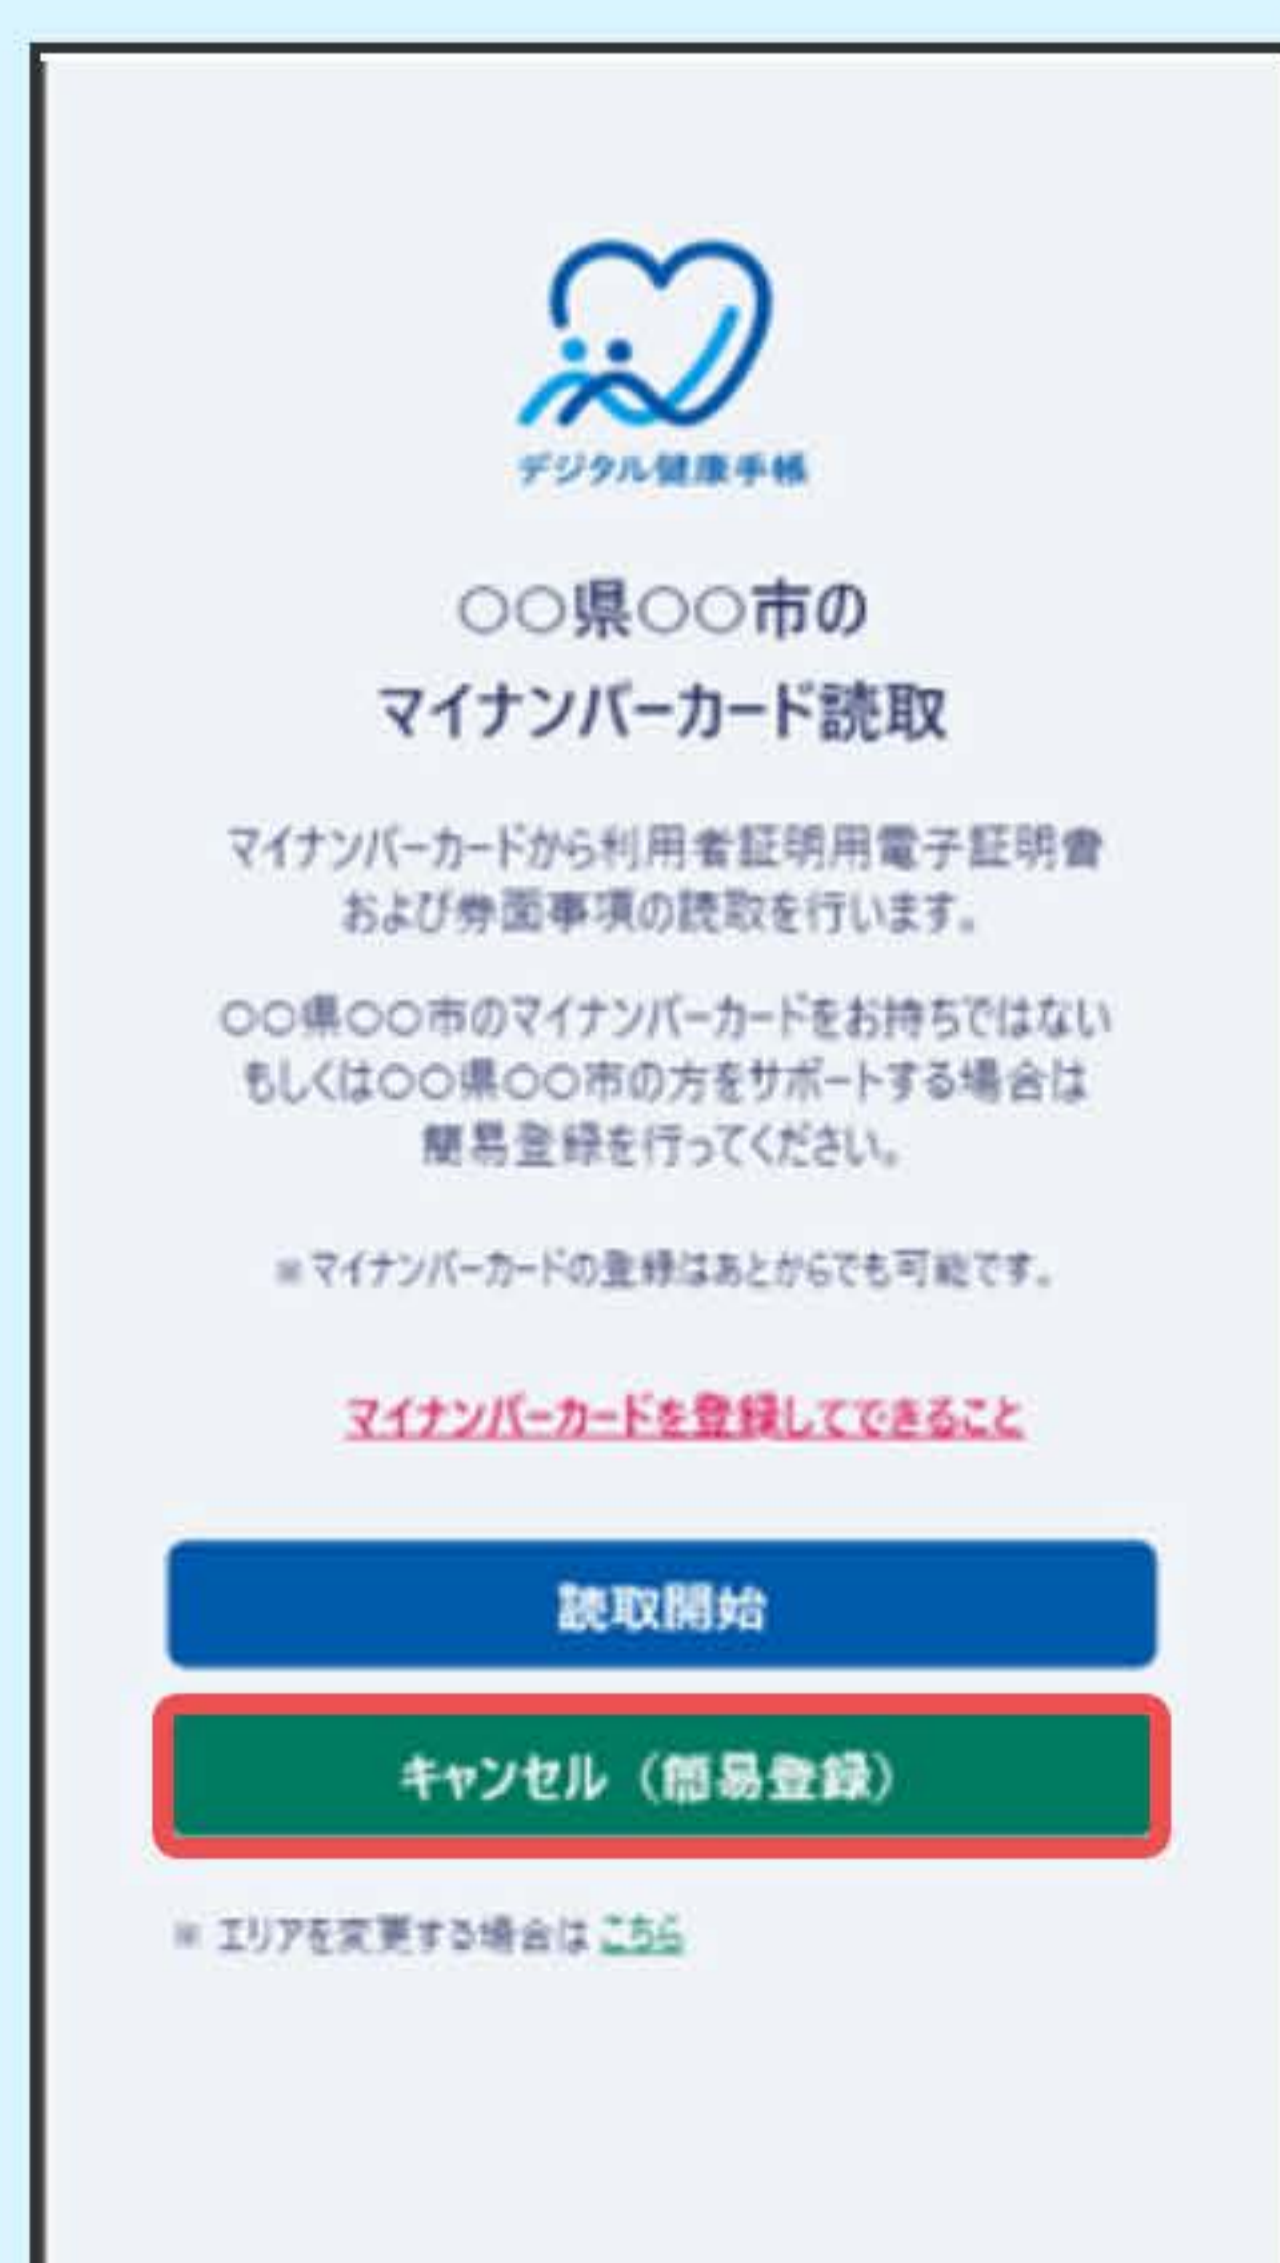 デジタル健康手帳
○○県○○市の
マイナンバーカード読取
マイナンバーカードから利用者証明用電子証明書
および券面事項の読取を行います。
○○県○○市のマイナンバーカードをお持ちではない
もしくは○○県○○市の方をサポートする場合は
簡易登録を行ってください。
※マイナンバーカードの登録はあとからでも可能です。
マイナンバーカードを登録してできること
読取開始
キャンセル（簡易登録）
※ エリアを変更する場合は こちら